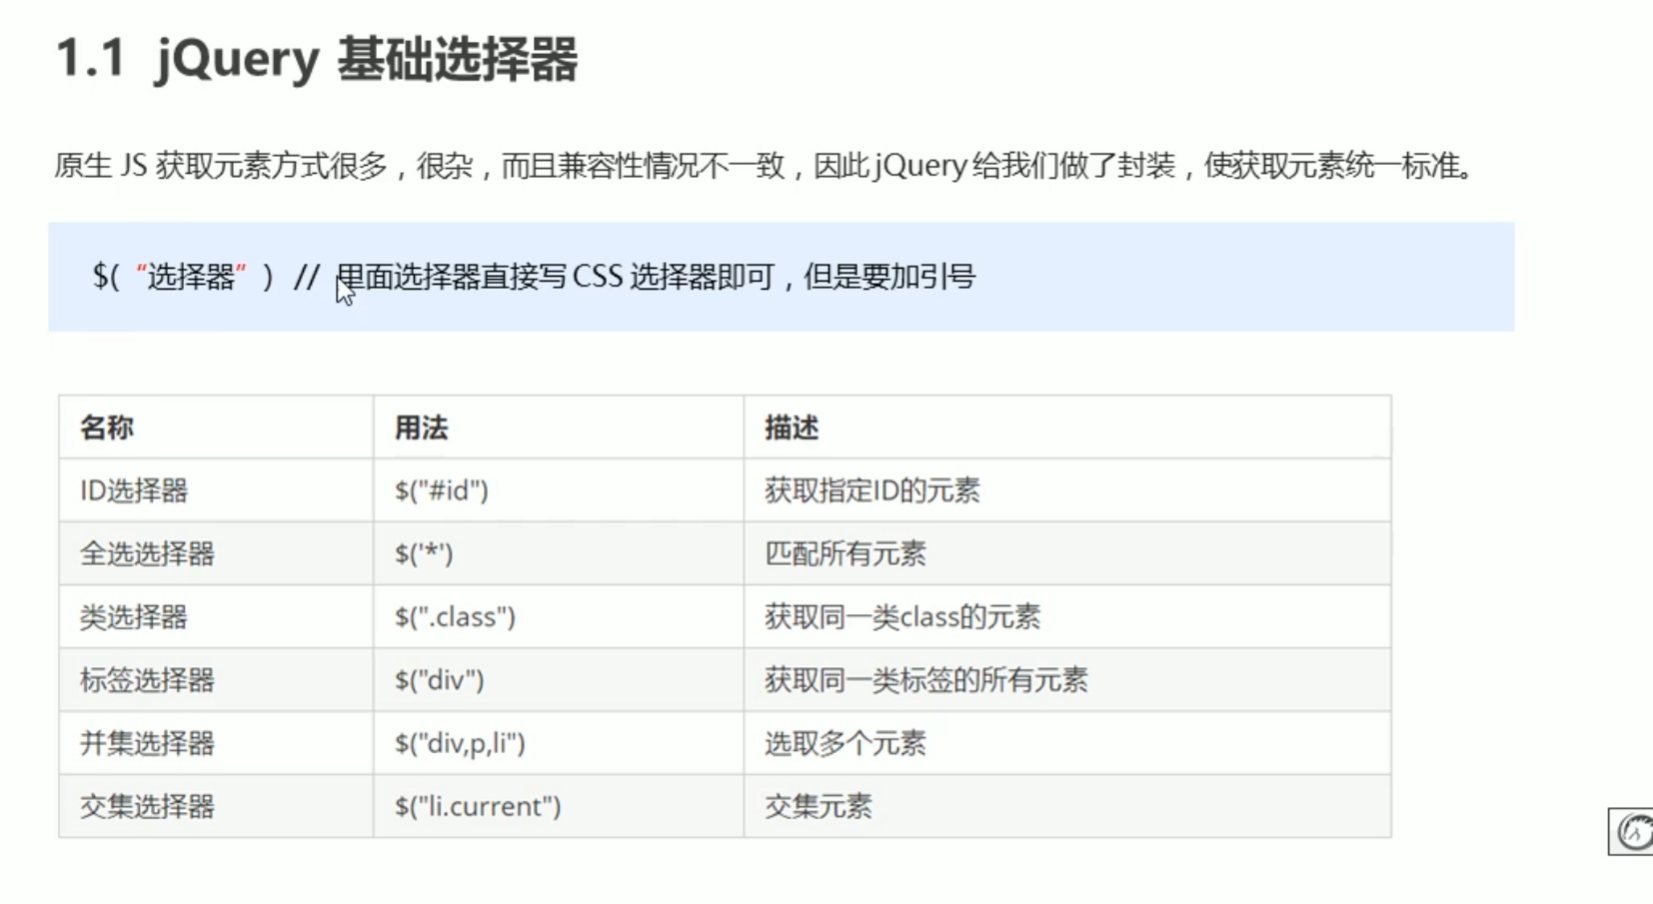 1.1 jQuery 基础选择器
原生 JS 获取元素方式很多，很杂，而且兼容性情况不一致，因此 jQuery 给我们做了封装，使获取元素统一标准。
$(“选择器”) // 里面选择器直接写 CSS 选择器即可，但是要加引号
名称 用法 描述
ID选择器 $("#id") 获取指定ID的元素
全选选择器 $('*') 匹配所有元素
类选择器 $(".class") 获取同一类class的元素
标签选择器 $("div") 获取同一类标签的所有元素
并集选择器 $("div,p,li") 选取多个元素
交集选择器 $("li.current") 交集元素